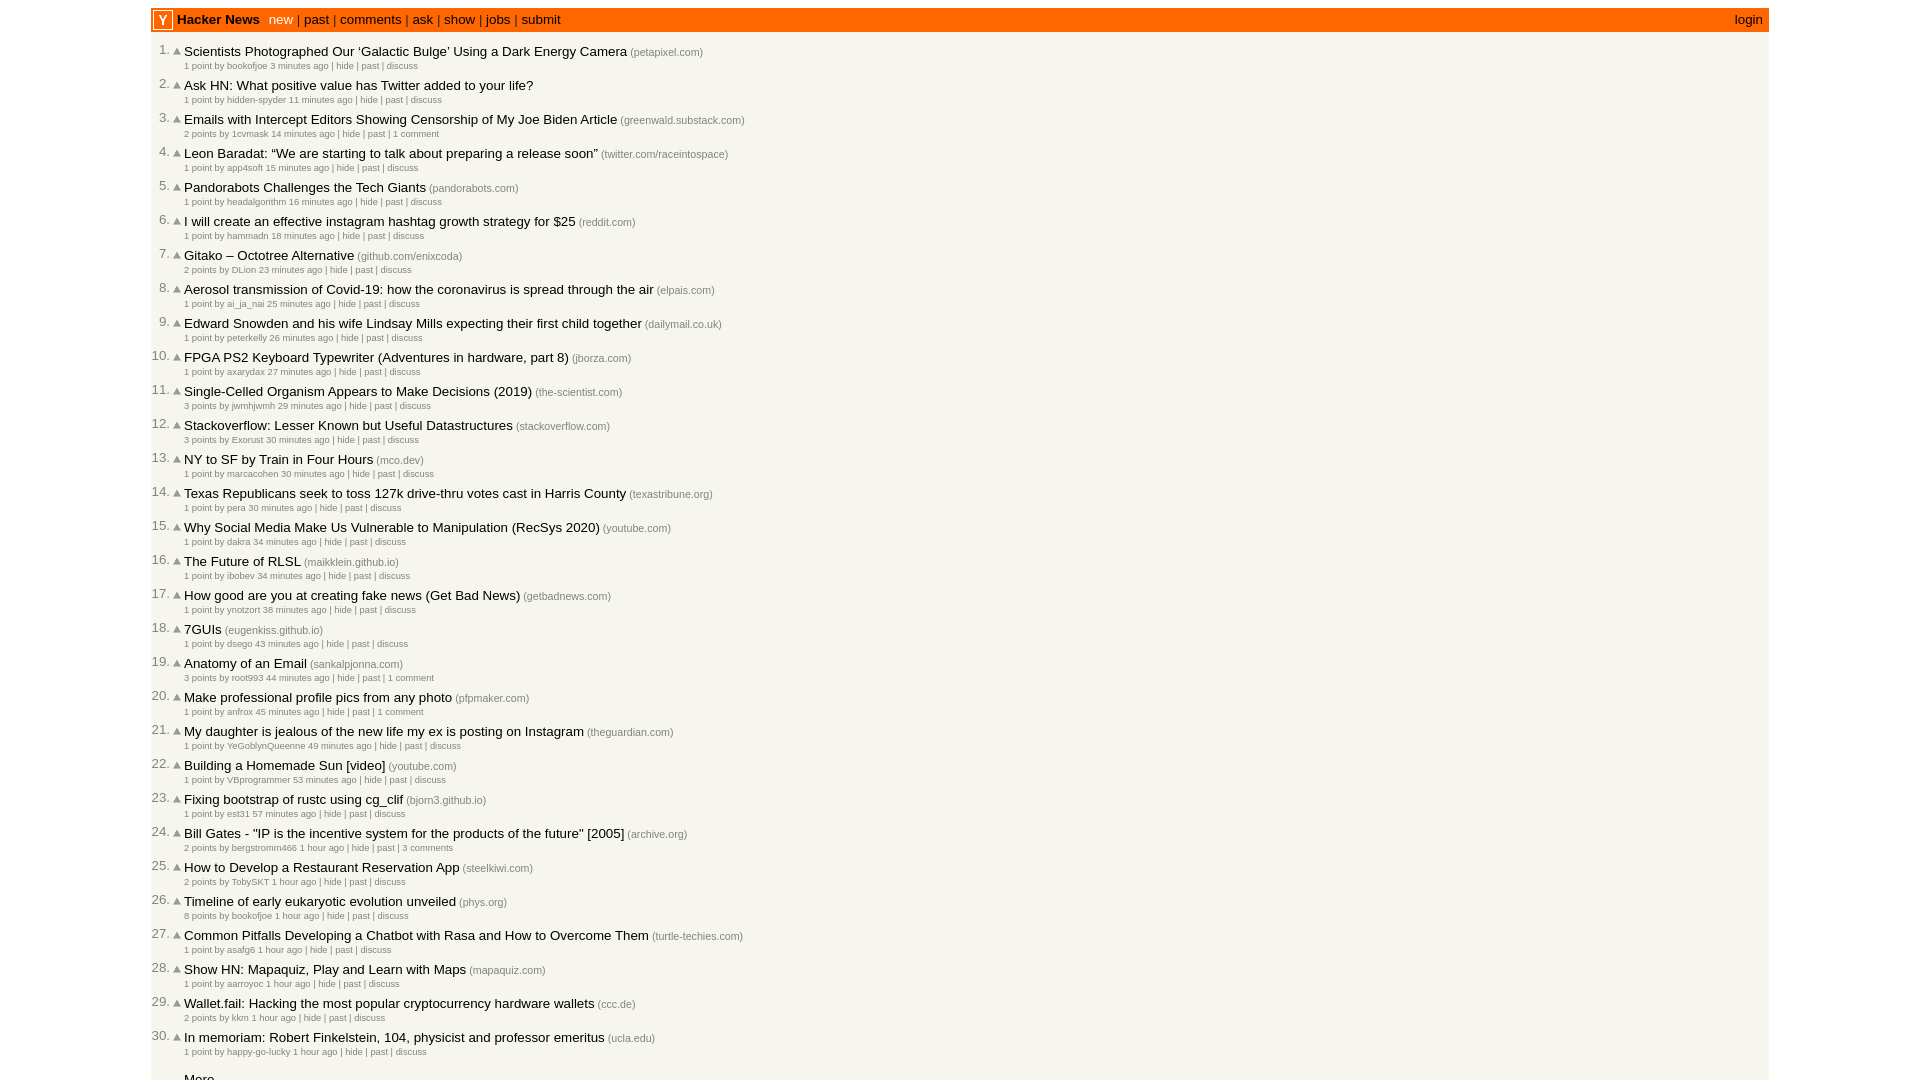 Y Hacker News new | past | comments | ask | show | jobs | submit login
1. Scientists Photographed Our ‘Galactic Bulge’ Using a Dark Energy Camera (petapixel.com)
1 point by bookofjoe 3 minutes ago | hide | past | discuss
2. Ask HN: What positive value has Twitter added to your life?
1 point by hidden-spyder 11 minutes ago | hide | past | discuss
3. Emails with Intercept Editors Showing Censorship of My Joe Biden Article (greenwald.substack.com)
2 points by 1cvmask 14 minutes ago | hide | past | 1 comment
4. Leon Baradat: “We are starting to talk about preparing a release soon” (twitter.com/raceintospace)
1 point by app4soft 15 minutes ago | hide | past | discuss
5. Pandorabots Challenges the Tech Giants (pandorabots.com)
1 point by headalgorithm 16 minutes ago | hide | past | discuss
6. I will create an effective instagram hashtag growth strategy for $25 (reddit.com)
1 point by hammadn 18 minutes ago | hide | past | discuss
7. Gitako – Octotree Alternative (github.com/enixcoda)
2 points by DLion 23 minutes ago | hide | past | discuss
8. Aerosol transmission of Covid-19: how the coronavirus is spread through the air (elpais.com)
1 point by ai_ja_nai 25 minutes ago | hide | past | discuss
9. Edward Snowden and his wife Lindsay Mills expecting their first child together (dailymail.co.uk)
1 point by peterkelly 26 minutes ago | hide | past | discuss
10. FPGA PS2 Keyboard Typewriter (Adventures in hardware, part 8) (jborza.com)
1 point by axarydax 27 minutes ago | hide | past | discuss
11. Single-Celled Organism Appears to Make Decisions (2019) (the-scientist.com)
3 points by jwmhjwmh 29 minutes ago | hide | past | discuss
12. Stackoverflow: Lesser Known but Useful Datastructures (stackoverflow.com)
3 points by Exorust 30 minutes ago | hide | past | discuss
13. NY to SF by Train in Four Hours (mco.dev)
1 point by marcacohen 30 minutes ago | hide | past | discuss
14. Texas Republicans seek to toss 127k drive-thru votes cast in Harris County (texastribune.org)
1 point by pera 30 minutes ago | hide | past | discuss
15. Why Social Media Make Us Vulnerable to Manipulation (RecSys 2020) (youtube.com)
1 point by dakra 34 minutes ago | hide | past | discuss
16. The Future of RLSL (maikklein.github.io)
1 point by ibobev 34 minutes ago | hide | past | discuss
17. How good are you at creating fake news (Get Bad News) (getbadnews.com)
1 point by ynotzort 38 minutes ago | hide | past | discuss
18. 7GUIs (eugenkiss.github.io)
1 point by dsego 43 minutes ago | hide | past | discuss
19. Anatomy of an Email (sankalpjonna.com)
3 points by root993 44 minutes ago | hide | past | 1 comment
20. Make professional profile pics from any photo (pfpmaker.com)
1 point by anfrox 45 minutes ago | hide | past | 1 comment
21. My daughter is jealous of the new life my ex is posting on Instagram (theguardian.com)
1 point by YeGoblynQueenne 49 minutes ago | hide | past | discuss
22. Building a Homemade Sun [video] (youtube.com)
1 point by VBprogrammer 53 minutes ago | hide | past | discuss
23. Fixing bootstrap of rustc using cg_clif (bjorn3.github.io)
1 point by est31 57 minutes ago | hide | past | discuss
24. Bill Gates - "IP is the incentive system for the products of the future" [2005] (archive.org)
2 points by bergstromm466 1 hour ago | hide | past | 3 comments
25. How to Develop a Restaurant Reservation App (steelkiwi.com)
2 points by TobySKT 1 hour ago | hide | past | discuss
26. Timeline of early eukaryotic evolution unveiled (phys.org)
8 points by bookofjoe 1 hour ago | hide | past | discuss
27. Common Pitfalls Developing a Chatbot with Rasa and How to Overcome Them (turtle-techies.com)
1 point by asafg6 1 hour ago | hide | past | discuss
28. Show HN: Mapaquiz, Play and Learn with Maps (mapaquiz.com)
1 point by aarroyoc 1 hour ago | hide | past | discuss
29. Wallet.fail: Hacking the most popular cryptocurrency hardware wallets (ccc.de)
2 points by kkm 1 hour ago | hide | past | discuss
30. In memoriam: Robert Finkelstein, 104, physicist and professor emeritus (ucla.edu)
1 point by happy-go-lucky 1 hour ago | hide | past | discuss
More